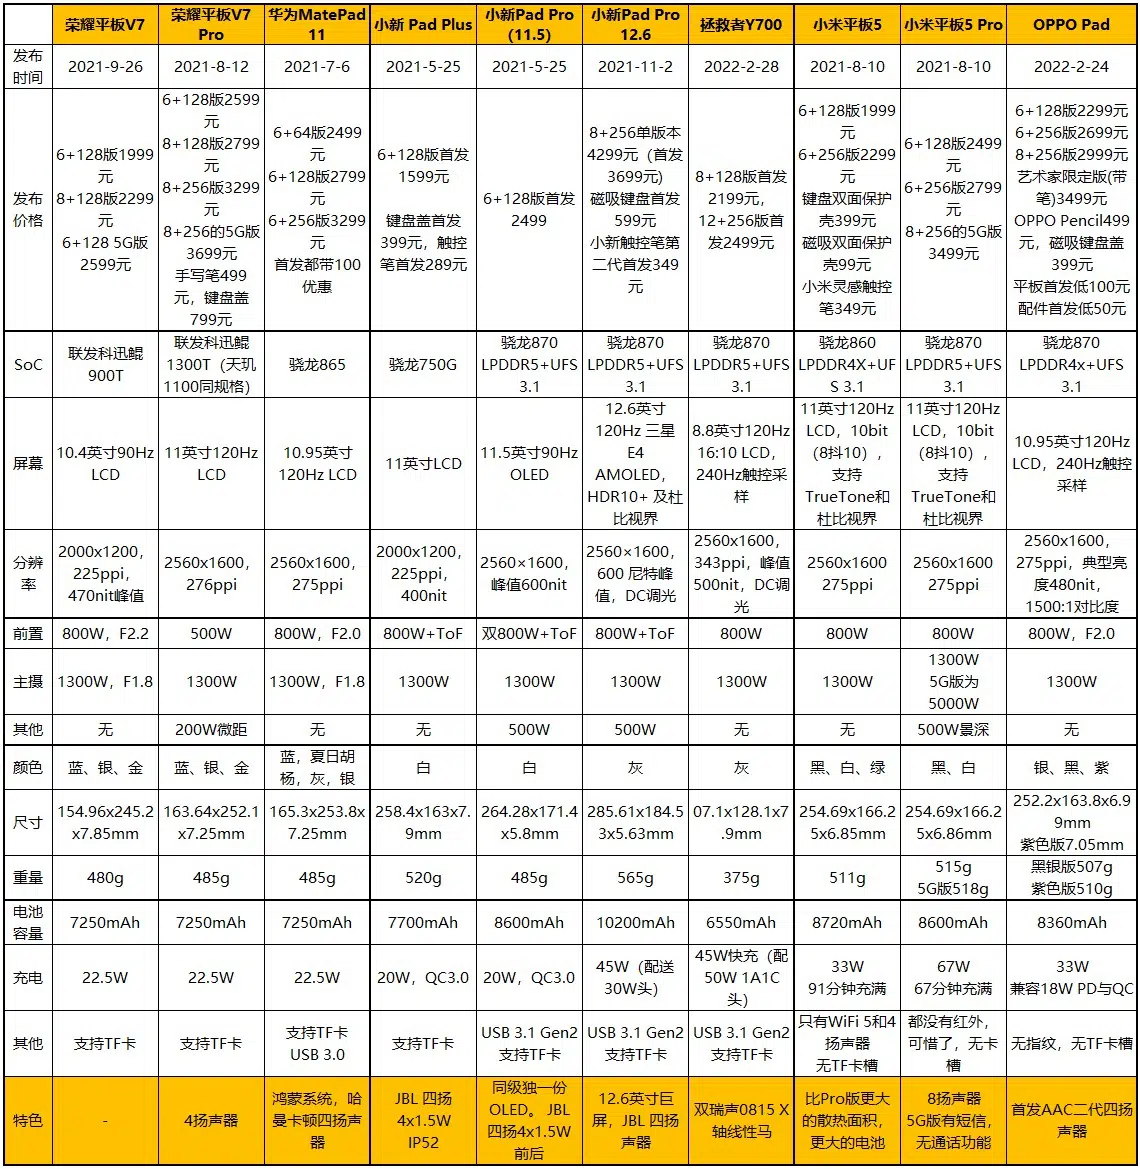 荣耀平板V7
荣耀平板V7
Pro
华为MatePad
11
小新 Pad Plus
小新Pad Pro
(11.5)
小新Pad Pro
12.6
拯救者Y700
小米平板5
小米平板5 Pro
OPPO Pad
发布
时间
2021-9-26
2021-8-12
2021-7-6
2021-5-25
2021-5-25
2021-11-2
2022-2-28
2021-8-10
2021-8-10
2022-2-24
发布
价格
6+128版1999
元
8+128版2299
元
6+128 5G版
2599元
6+128版2599
元
8+128版2799
元
8+256版3299
元
8+256的5G版
3699元
手写笔499
元，键盘盖
799元
6+64版2499
元
6+128版2799
元
6+256版3299
元
首发都带100
优惠
6+128版首发
1599元
键盘盖首发
399元，触控
笔首发289元
6+128版首发
2499
8+256单版本
4299元（首发
3699元)
磁吸键盘首发
599元
小新触控笔第
二代首发349
元
8+128版首发
2199元，
12+256版首
发2499元
6+128版1999
元
6+256版2299
元
键盘双面保护
壳399元
磁吸双面保护
壳99元
小米灵感触控
笔349元
6+128版2499
元
6+256版2799
元
8+256的5G版
3499元
6+128版2299元
6+256版2699元
8+256版2999元
艺术家限定版(带
笔)3499元
OPPO Pencil499
元，磁吸键盘盖
399元
平板首发低100元
配件首发低50元
SoC
联发科迅鲲
900T
联发科迅鲲
1300T（天玑
1100同规格）
骁龙865
骁龙750G
骁龙870
LPDDR5+UFS
3.1
骁龙870
LPDDR5+UFS
3.1
骁龙870
LPDDR5+UFS
3.1
骁龙860
LPDDR4X+UF
S 3.1
骁龙870
LPDDR5+UFS
3.1
骁龙870
LPDDR4x+UFS
3.1
屏幕
10.4英寸90Hz
LCD
11英寸120Hz
LCD
10.95英寸
120Hz LCD
11英寸LCD
11.5英寸90Hz
OLED
12.6英寸
120Hz 三星
E4
AMOLED，
HDR10+ 及杜
比视界
8.8英寸120Hz
16:10 LCD，
240Hz触控采
样
11英寸120Hz
LCD，10bit
（8抖10），
支持
TrueTone和
杜比视界
11英寸120Hz
LCD，10bit
（8抖10），
支持
TrueTone和
杜比视界
10.95英寸120Hz
LCD，240Hz触控
采样
分辨
率
2000x1200，
225ppi，
470nit峰值
2560x1600，
276ppi
2560x1600，
275ppi
2000x1200，
225ppi，
400nit
2560×1600，
峰值600nit
2560×1600，
600 尼特峰
值，DC调光
2560x1600，
343ppi，峰值
500nit，DC调
光
2560x1600
275ppi
2560x1600
275ppi
2560x1600，
275ppi，典型亮
度480nit，
1500:1对比度
前置
800W，F2.2
500W
800W，F2.0
800W+ToF
双800W+ToF
800W+ToF
800W
800W
800W
800W，F2.0
主摄
1300W，F1.8
1300W
1300W，F1.8
1300W
1300W
1300W
1300W
1300W
1300W
5G版为
5000W
1300W
其他
无
200W微距
无
无
500W
500W
无
无
500W景深
无
颜色
蓝、银、金
蓝、银、金
蓝，夏日胡
杨，灰，银
白
白
灰
灰
黑、白、绿
黑、白
银、黑、紫
尺寸
154.96x245.2
x7.85mm
163.64x252.1
x7.25mm
165.3x253.8x
7.25mm
258.4x163x7.
9mm
264.28x171.4
x5.8mm
285.61x184.5
3x5.63mm
07.1x128.1x7
.9mm
254.69x166.2
5x6.85mm
254.69x166.2
5x6.86mm
252.2x163.8x6.9
9mm
紫色版7.05mm
重量
480g
485g
485g
520g
485g
565g
375g
511g
515g
5G版518g
黑银版507g
紫色版510g
电池
容量
7250mAh
7250mAh
7250mAh
7700mAh
8600mAh
10200mAh
6550mAh
8720mAh
8600mAh
8360mAh
充电
22.5W
22.5W
22.5W
20W，QC3.0
20W，QC3.0
45W（配送
30W头）
45W快充（配
50W 1A1C
头）
33W
91分钟充满
67W
67分钟充满
33W
兼容18W PD与QC
其他
支持TF卡
支持TF卡
支持TF卡
USB 3.0
支持TF卡
USB 3.1 Gen2
支持TF卡
USB 3.1 Gen2
支持TF卡
USB 3.1 Gen2
支持TF卡
只有WiFi 5和4
扬声器
无TF卡槽
都没有红外，
可惜了，无卡
槽
无指纹，无TF卡槽
特色
-
4扬声器
鸿蒙系统，哈
曼卡顿四扬声
器
JBL 四扬
4x1.5W
IP52
同级独一份
OLED。 JBL
四扬4x1.5W
前后
12.6英寸巨
屏，JBL 四扬
声器
双瑞声0815 X
轴线性马
比Pro版更大
的散热面积，
更大的电池
8扬声器
5G版有短信，
无通话功能
首发AAC二代四扬
声器